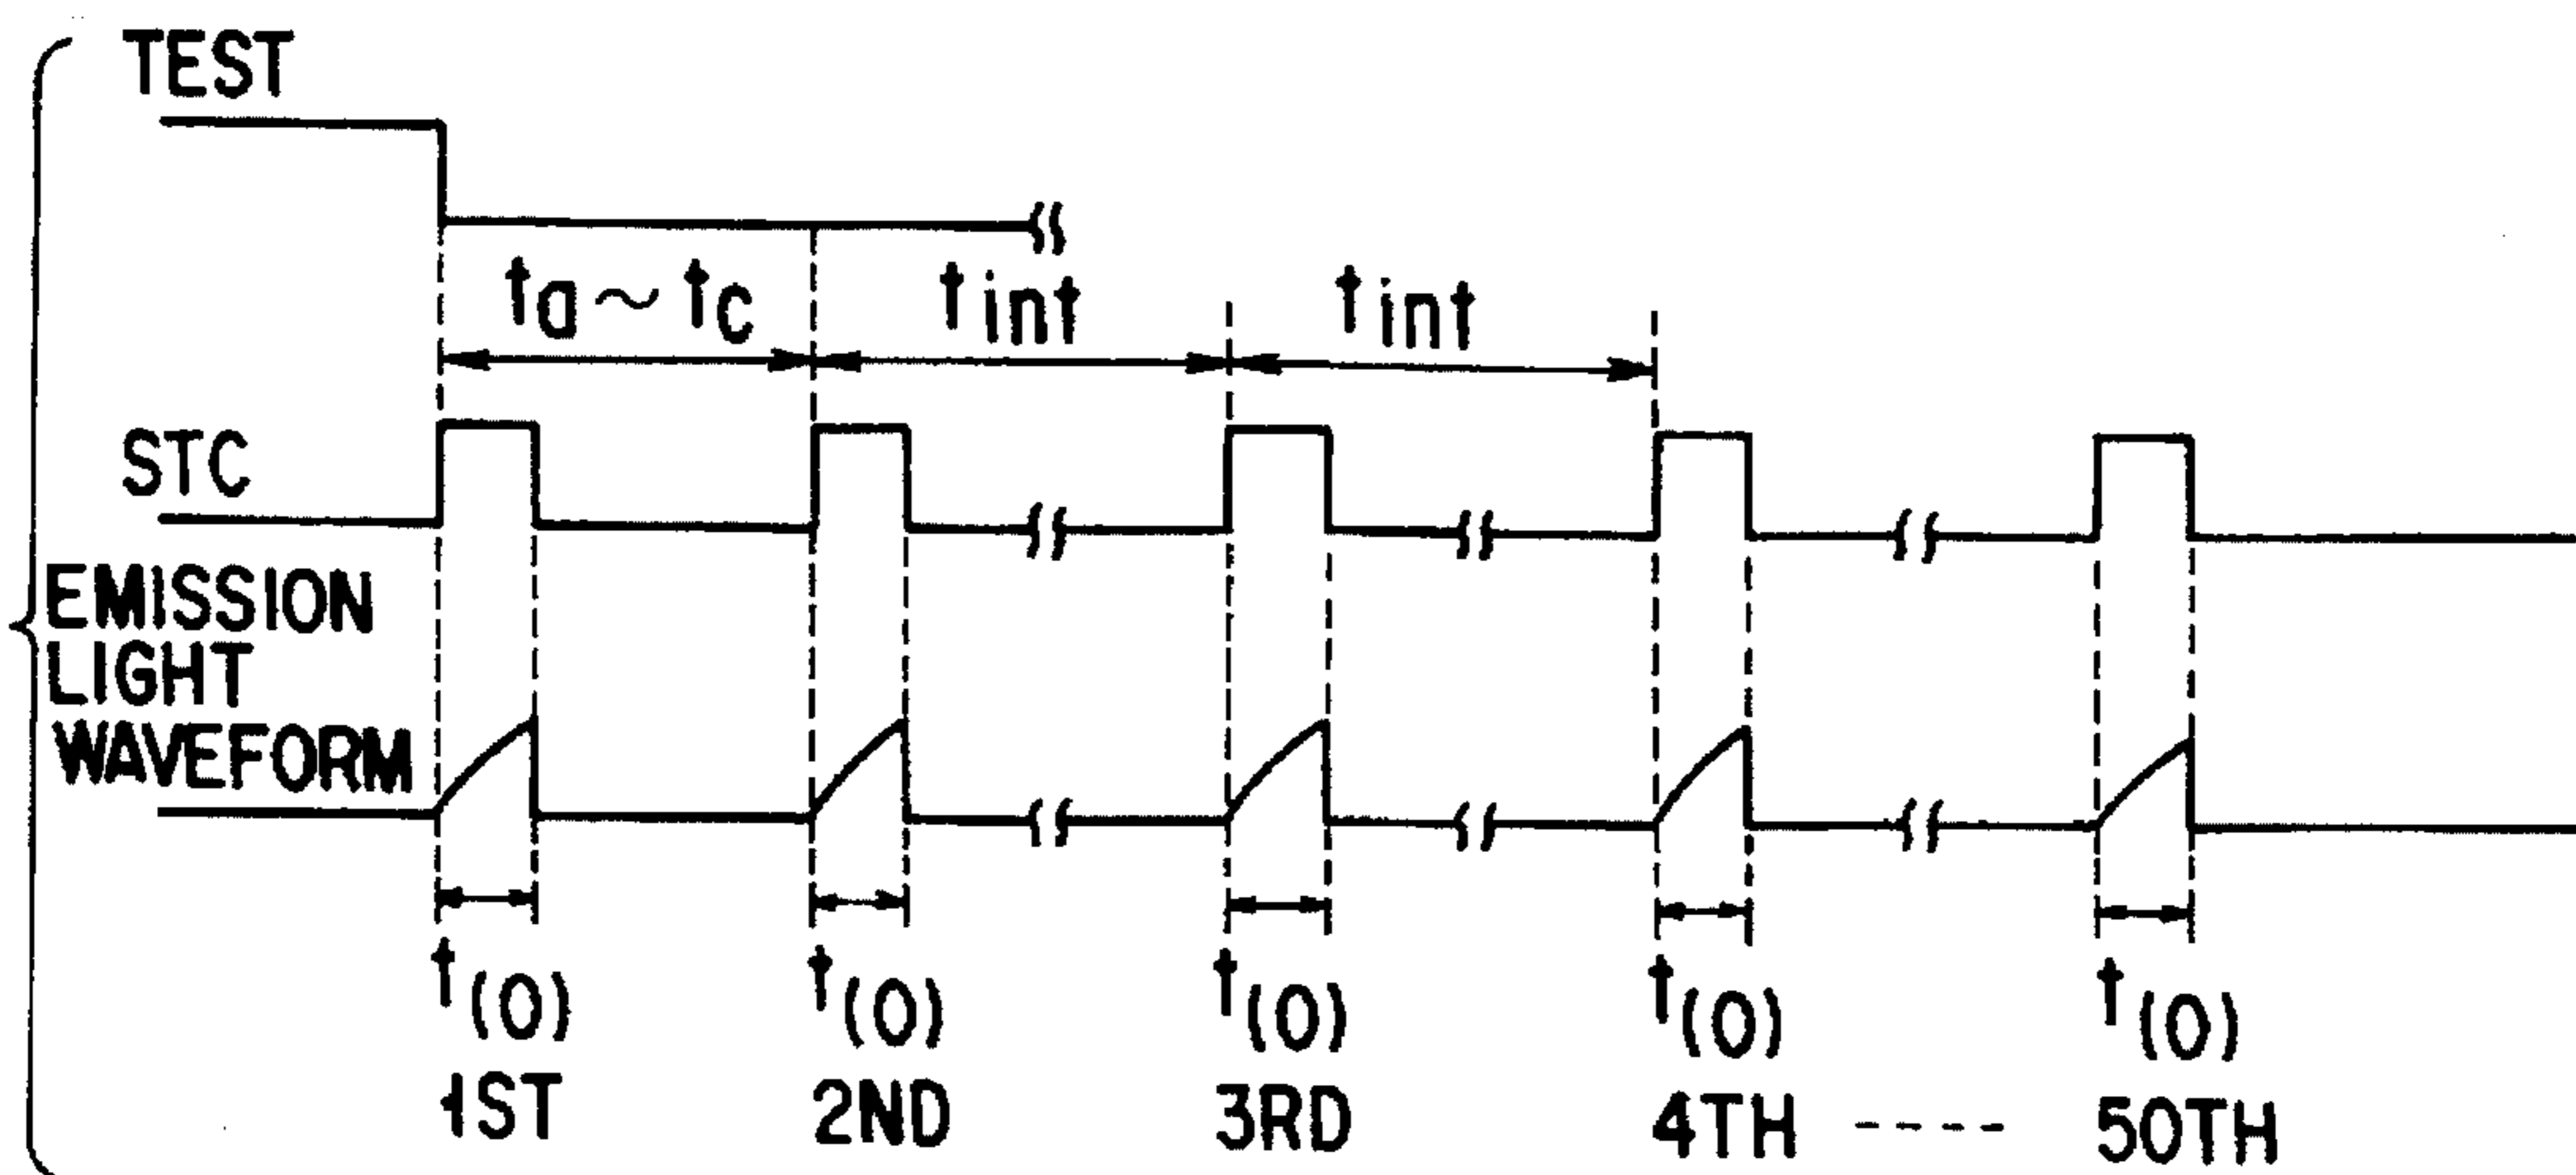 TEST
ta ~ tc
tint
tint
STC
EMISSION
LIGHT
WAVEFORM
t(0)
t(0)
t(0)
t(0)
t(0)
1ST
2ND
3RD
4TH ----- 50TH